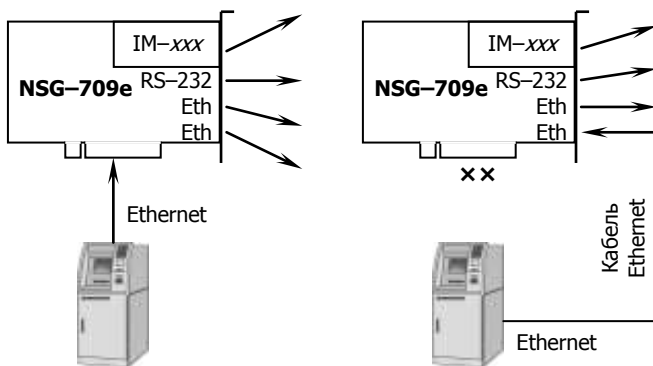 IM–xxx
NSG–709e RS–232
Eth
Eth
Ethernet
IM–xxx
NSG–709e RS–232
Eth
Eth
××
Кабель
Ethernet
Ethernet